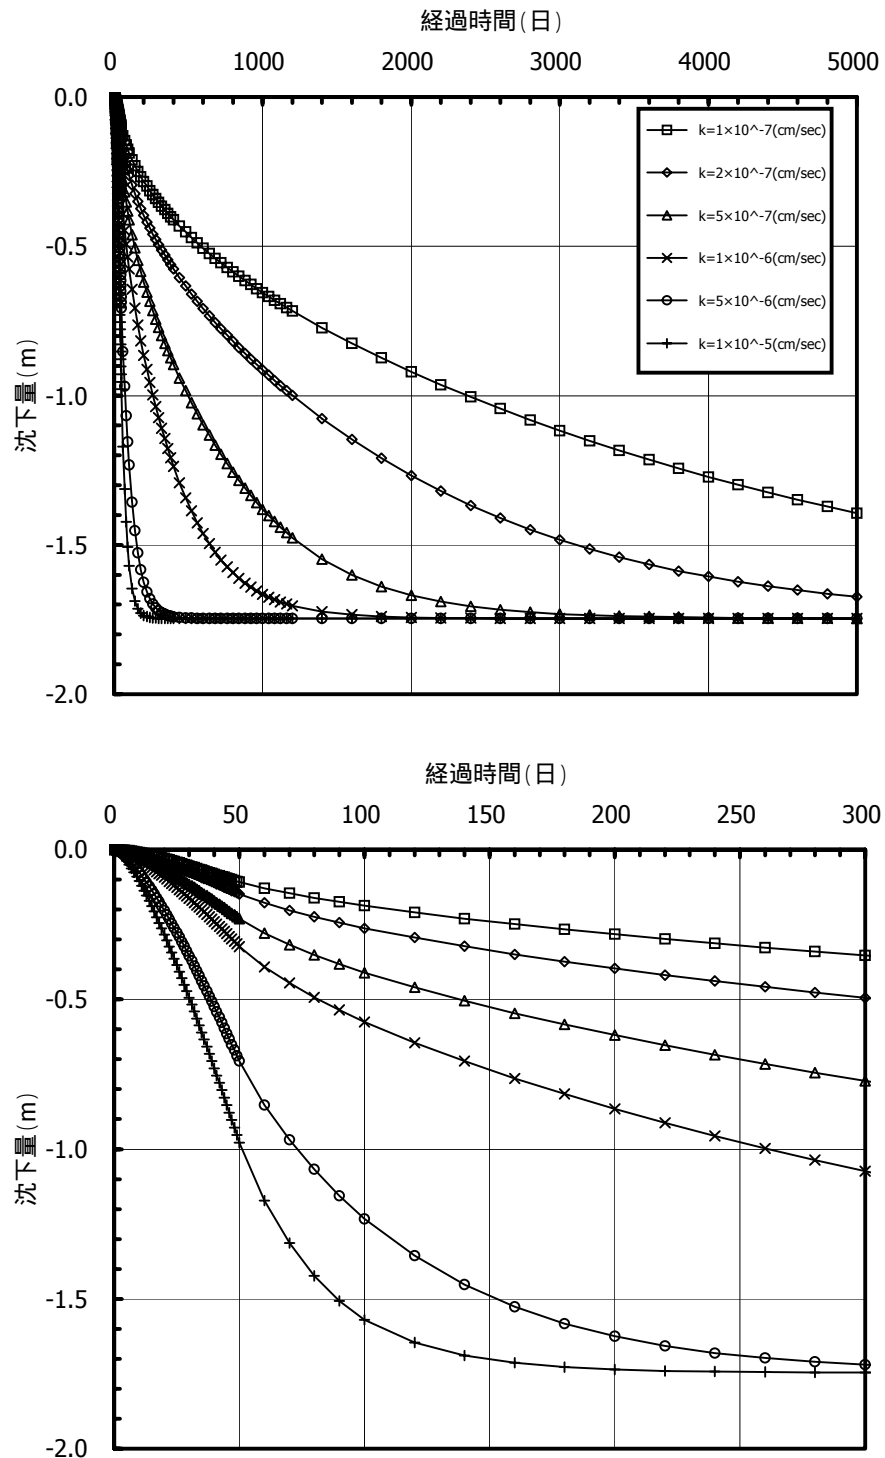 経過時間(日)
0 1000 2000 3000 4000 5000
0.0
-0.5
-1.0
-1.5
-2.0
沈下量(m)
k=1×10^-7(cm/sec)
k=2×10^-7(cm/sec)
k=5×10^-7(cm/sec)
k=1×10^-6(cm/sec)
k=5×10^-6(cm/sec)
k=1×10^-5(cm/sec)
経過時間(日)
0 50 100 150 200 250 300
0.0
-0.5
-1.0
-1.5
-2.0
沈下量(m)